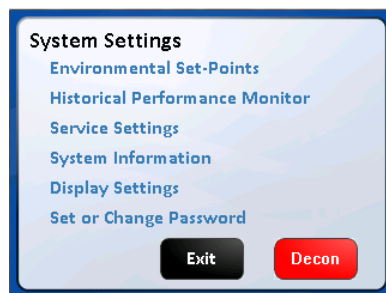 System Settings
Environmental Set-Points
Historical Performance Monitor
Service Settings
System Information
Display Settings
Set or Change Password
Exit
Decon